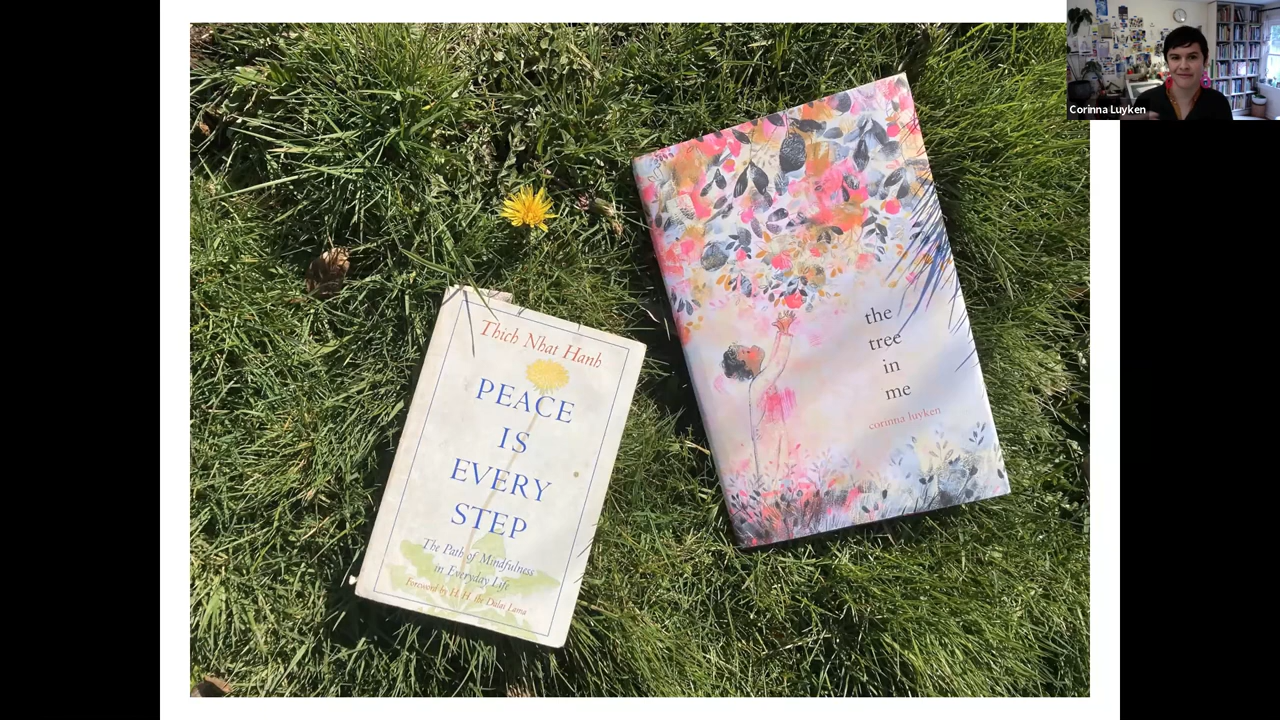 Corinna Luyken
Thich Nhat Hanh
PEACE
IS
EVERY
STEP
The Path of Mindfulness
in Everyday Life
Foreword by H. H. the Dalai Lama
the
tree
in
me
corinna luyken